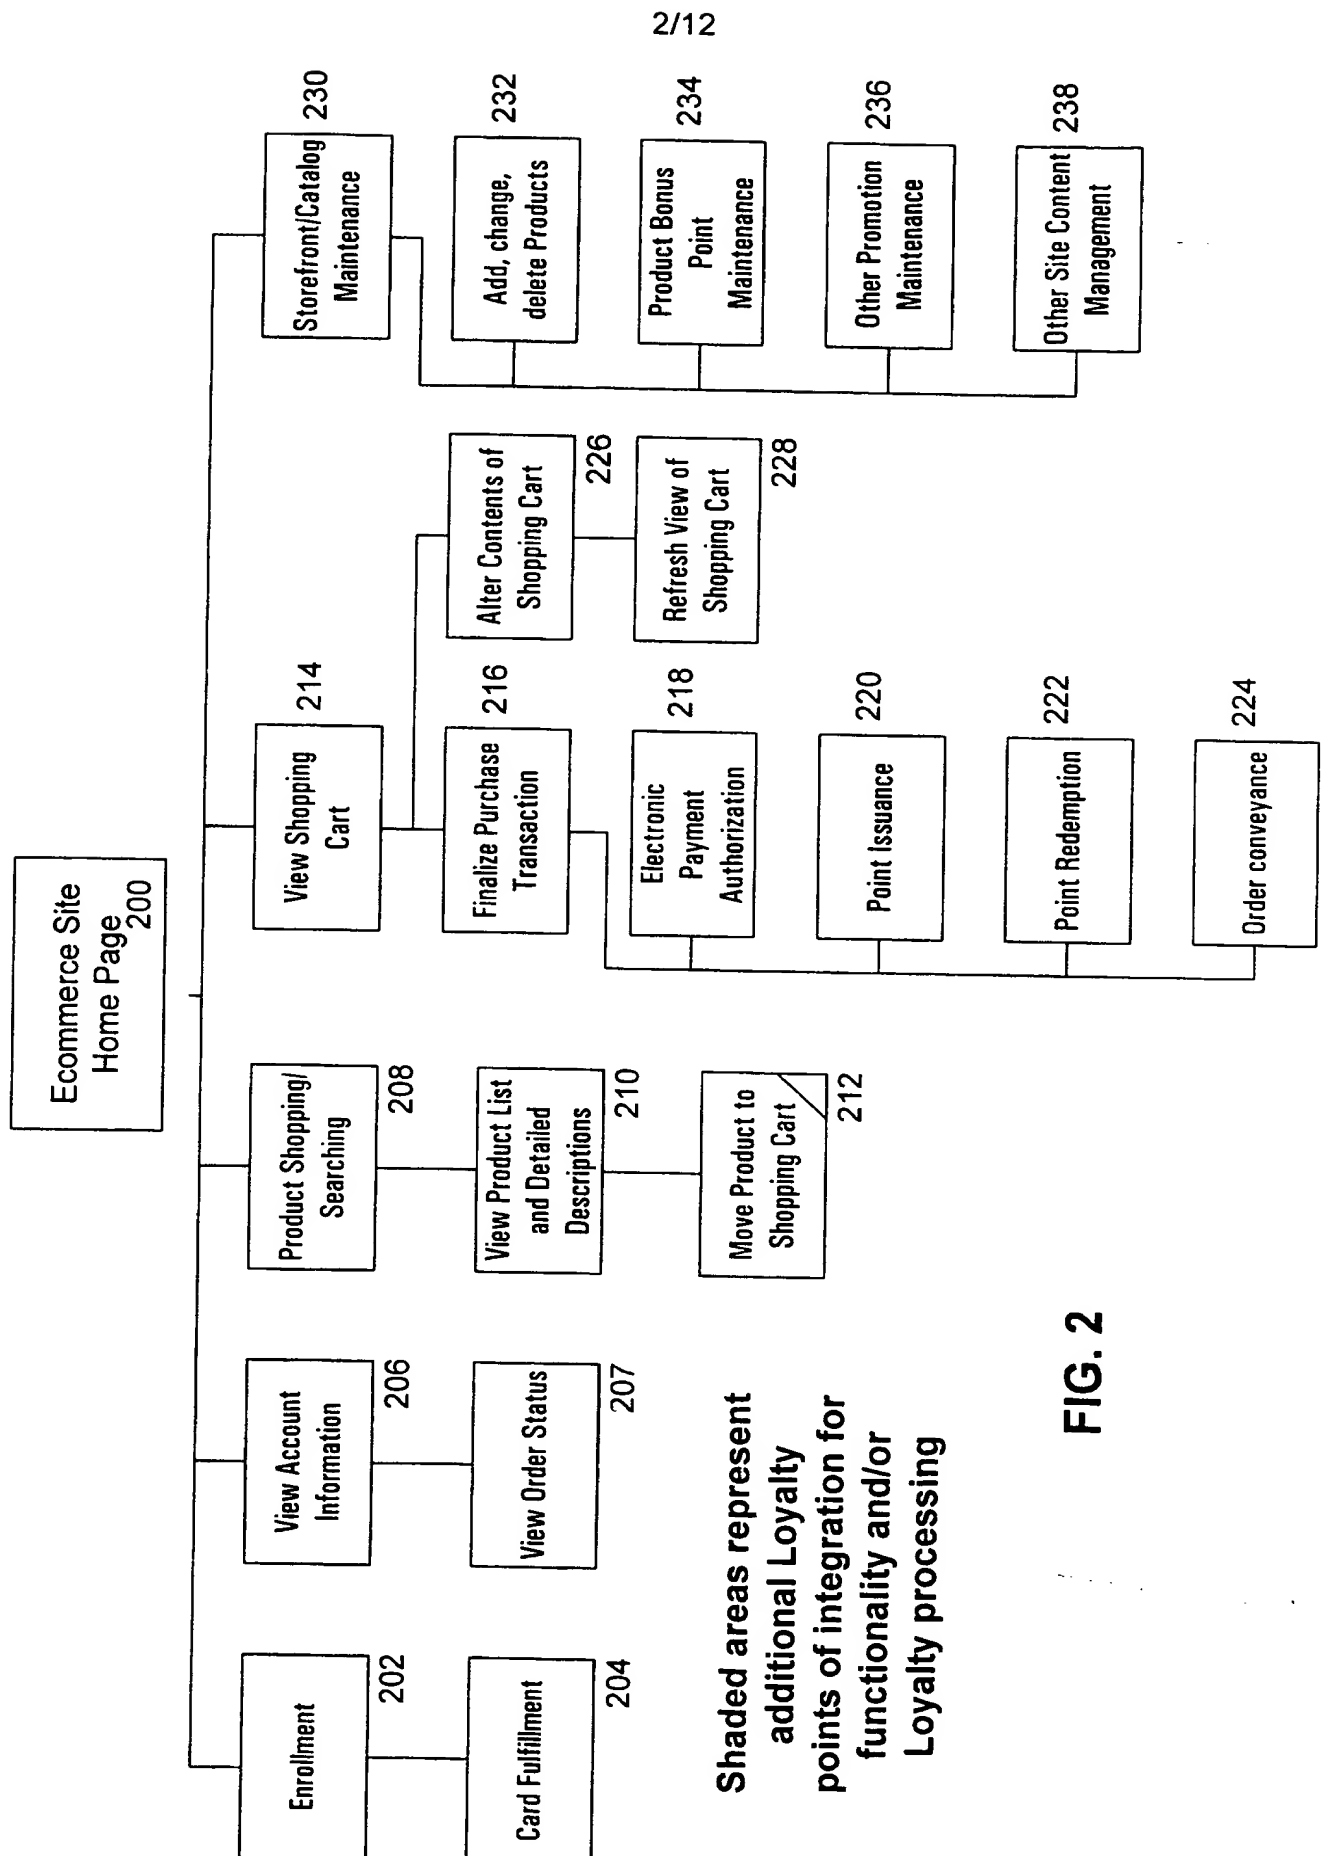 2/12
Ecommerce Site
Home Page
200
Enrollment
202
Card Fulfillment
204
View Account
Information
206
View Order Status
207
Product Shopping/
Searching
208
View Product List
and Detailed
Descriptions
210
Move Product to
Shopping Cart
212
View Shopping
Cart
214
Finalize Purchase
Transaction
216
Electronic
Payment
Authorization
218
Point Issuance
220
Point Redemption
222
Order conveyance
224
Alter Contents of
Shopping Cart
226
Refresh View of
Shopping Cart
228
Storefront/Catalog
Maintenance
230
Add, change,
delete Products
232
Product Bonus
Point
Maintenance
234
Other Promotion
Maintenance
236
Other Site Content
Management
238
Shaded areas represent
additional Loyalty
points of integration for
functionality and/or
Loyalty processing
FIG. 2